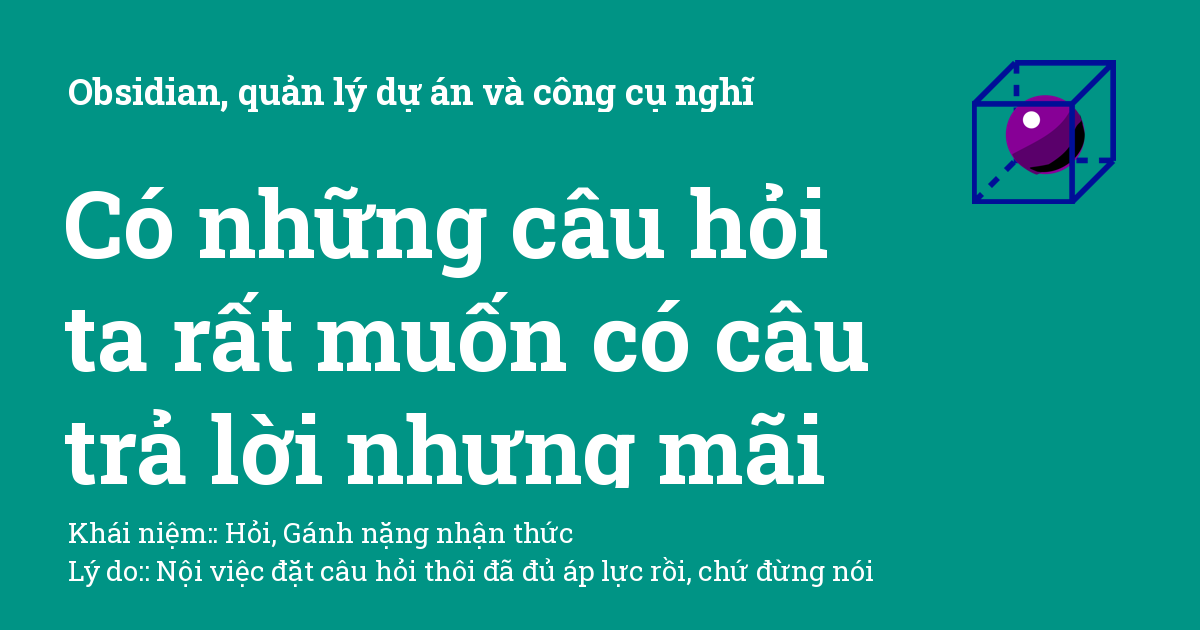 Obsidian, quản lý dự án và công cụ nghĩ
Có những câu hỏi
ta rất muốn có câu
trả lời nhưng mãi
Khái niệm:: Hỏi, Gánh nặng nhận thức
Lý do:: Nội việc đặt câu hỏi thôi đã đủ áp lực rồi, chứ đừng nói